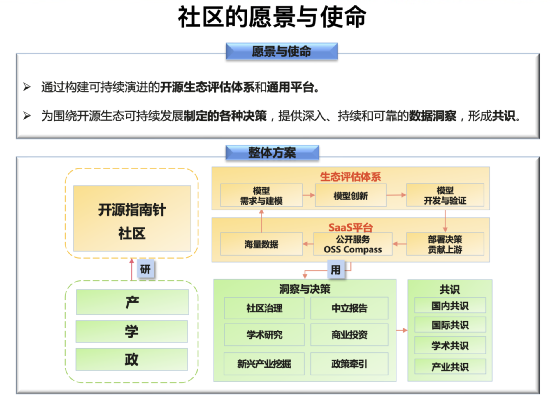 社区的愿景与使命
愿景与使命
通过构建可持续演进的开源生态评估体系和通用平台。
为围绕开源生态可持续发展制定的各种决策，提供深入、持续和可靠的数据洞察，形成共识。
整体方案
开源指南针
社区
研
产
学
政
生态评估体系
模型
需求与建模
模型创新
模型
开发与验证
SaaS平台
海量数据
公开服务
OSS Compass
部署决策
贡献上游
用
洞察与决策
社区治理
中立报告
学术研究
商业投资
新兴产业挖掘
政策牵引
共识
国内共识
国际共识
学术共识
产业共识